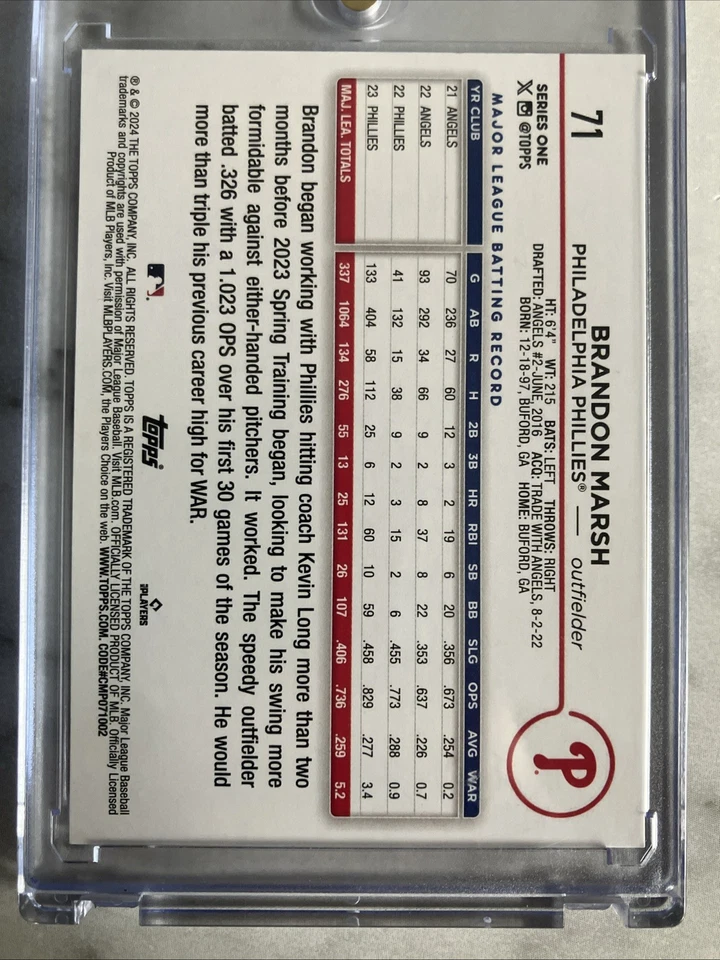 71
BRANDON MARSH
PHILADELPHIA PHILLIES® — outfielder
HT: 6'4" WT: 215 BATS: LEFT THROWS: RIGHT
DRAFTED: ANGELS #2-JUNE, 2016 ACQ: TRADE WITH ANGELS, 8-2-22
BORN: 12-18-97, BUFORD, GA HOME: BUFORD, GA
SERIES ONE
@TOPPS
P
MAJOR LEAGUE BATTING RECORD
YR CLUB G AB R H 2B 3B HR RBI SB BB SLG OPS AVG WAR
21 ANGELS 70 236 27 60 12 3 2 19 6 20 .356 .673 .254 0.2
22 ANGELS 93 292 34 66 9 2 8 37 8 22 .353 .637 .226 0.7
22 PHILLIES 41 132 15 38 9 2 3 15 2 6 .455 .773 .288 0.9
23 PHILLIES 133 404 58 112 25 6 12 60 10 59 .458 .829 .277 3.4
MAJ. LEA. TOTALS 337 1064 134 276 55 13 25 131 26 107 .406 .736 .259 5.2
Brandon began working with Phillies hitting coach Kevin Long more than two
months before 2023 Spring Training began, looking to make his swing more
formidable against either-handed pitchers. It worked. The speedy outfielder
batted .326 with a 1.023 OPS over his first 30 games of the season. He would
more than triple his previous career high for WAR.
topps
PLAYERS
® & © 2024 THE TOPPS COMPANY, INC. ALL RIGHTS RESERVED. TOPPS IS A REGISTERED TRADEMARK OF THE TOPPS COMPANY, INC. Major League Baseball
trademarks and copyrights are used with permission of Major League Baseball. Visit MLB.com. OFFICIALLY LICENSED PRODUCT OF MLB. Officially Licensed
Product of MLB Players, Inc. Visit MLBPLAYERS.COM, the Players Choice on the web. WWW.TOPPS.COM. CODE#CMP071002